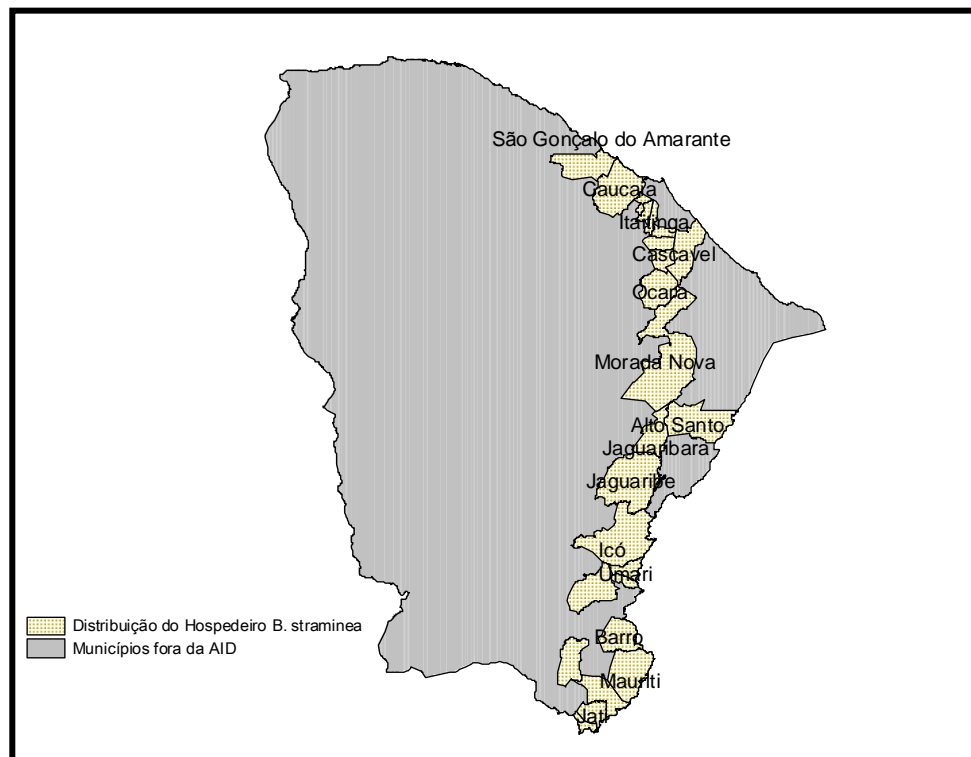 São Gonçalo do Amarante
Caucaia
Itaitinga
Cascavel
Ocara
Morada Nova
Alto Santo
Jaguaribara
Jaguaribe
Icó
Umari
Barro
Mauriti
Jati
Distribuição do Hospedeiro B. straminea
Municípios fora da AID